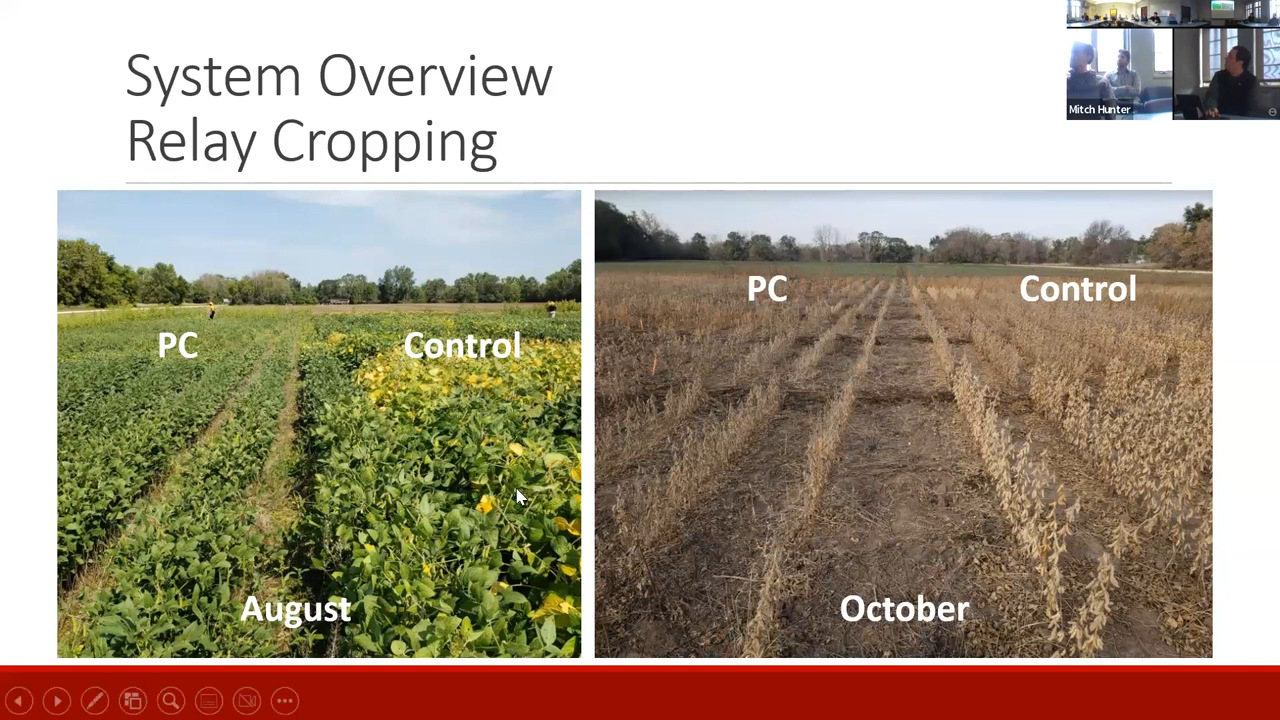 System Overview
Relay Cropping
Mitch Hunter
PC
Control
August
PC
Control
October